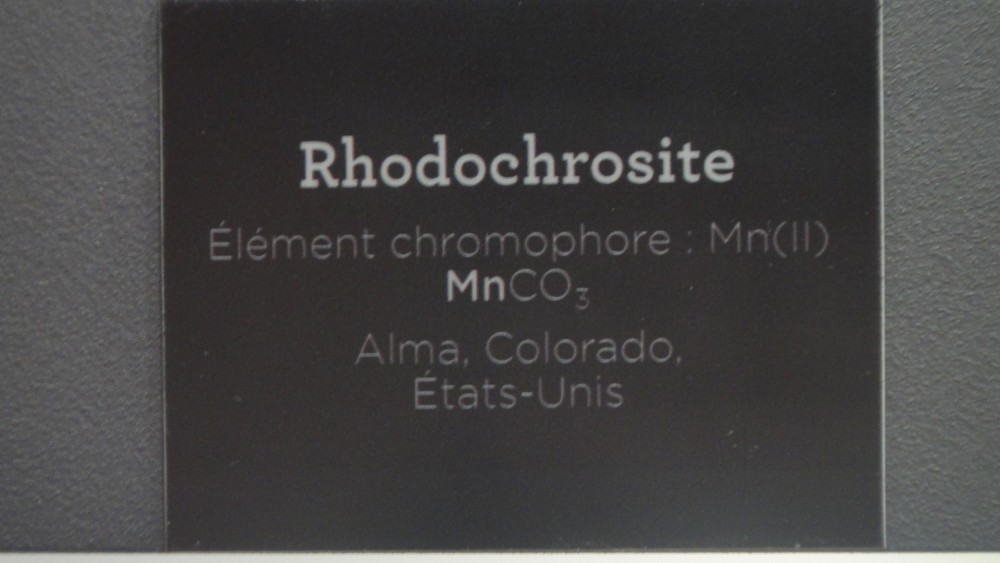 Rhodochrosite
Élément chromophore : Mn(II)
MnCO₃
Alma, Colorado,
États-Unis